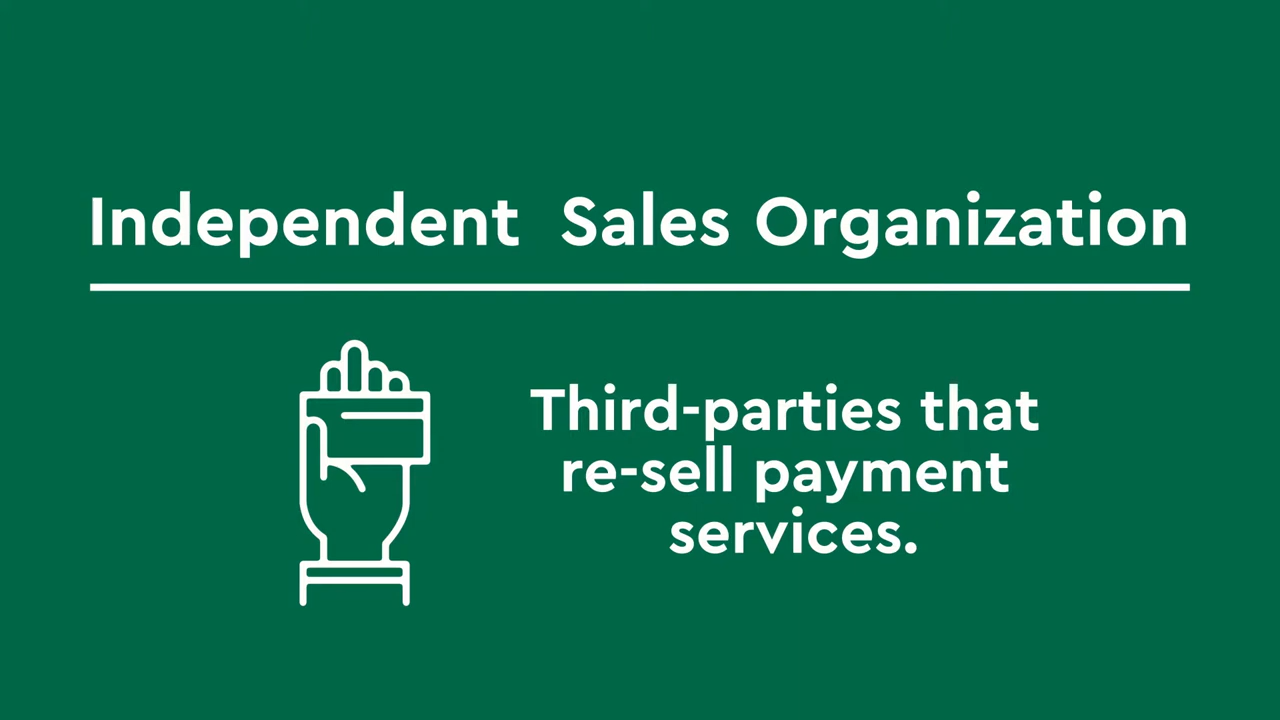 Independent  Sales Organization
Third-parties that
re-sell payment
services.